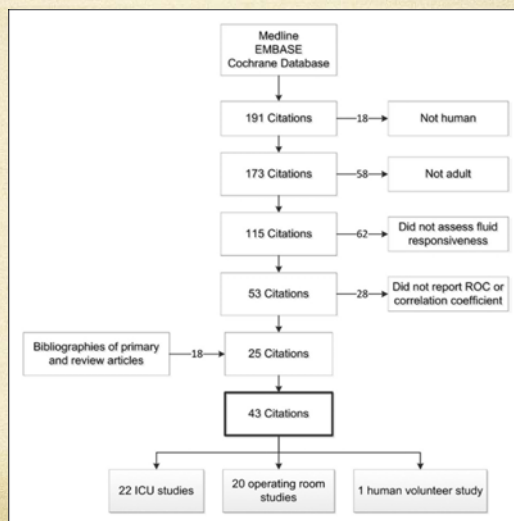 Medline
EMBASE
Cochrane Database
191 Citations
18
Not human
173 Citations
58
Not adult
115 Citations
62
Did not assess fluid
responsiveness
53 Citations
28
Did not report ROC or
correlation coefficient
Bibliographies of primary
and review articles
18
25 Citations
43 Citations
22 ICU studies
20 operating room
studies
1 human volunteer study